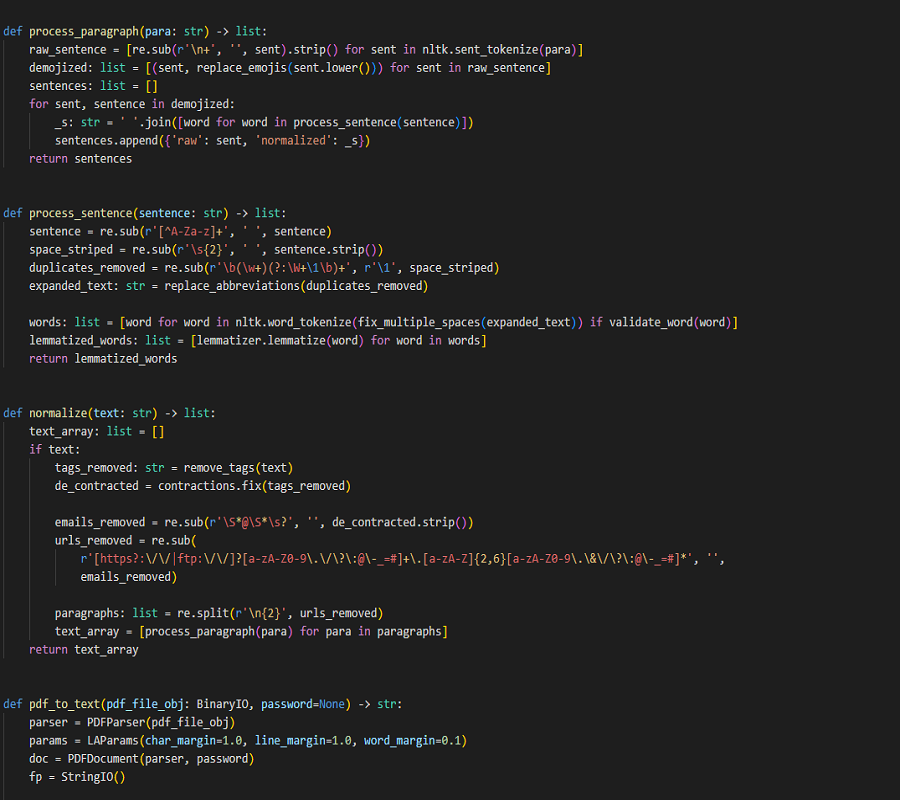 def process_paragraph(para: str) -> list:
    raw_sentence = [re.sub(r'\n+', '', sent).strip() for sent in nltk.sent_tokenize(para)]
    demojized: list = [(sent, replace_emojis(sent.lower())) for sent in raw_sentence]
    sentences: list = []
    for sent, sentence in demojized:
        _s: str = ' '.join([word for word in process_sentence(sentence)])
        sentences.append({'raw': sent, 'normalized': _s})
    return sentences
def process_sentence(sentence: str) -> list:
    sentence = re.sub(r'[^A-Za-z]+', ' ', sentence)
    space_striped = re.sub(r'\s{2}', ' ', sentence.strip())
    duplicates_removed = re.sub(r'\b(\w+)(?:\W+\1\b)+', r'\1', space_striped)
    expanded_text: str = replace_abbreviations(duplicates_removed)
    words: list = [word for word in nltk.word_tokenize(fix_multiple_spaces(expanded_text)) if validate_word(word)]
    lemmatized_words: list = [lemmatizer.lemmatize(word) for word in words]
    return lemmatized_words
def normalize(text: str) -> list:
    text_array: list = []
    if text:
        tags_removed: str = remove_tags(text)
        de_contracted = contractions.fix(tags_removed)
        emails_removed = re.sub(r'\S*@\S*\s?', '', de_contracted.strip())
        urls_removed = re.sub(
            r'[https?:\/\/|ftp:\/\/]?[a-zA-Z0-9\.\/\?\:@\-_=#]+\.[a-zA-Z]{2,6}[a-zA-Z0-9\.\&\/\?\:@\-_=#]*', '',
            emails_removed)
        paragraphs: list = re.split(r'\n{2}', urls_removed)
        text_array = [process_paragraph(para) for para in paragraphs]
    return text_array
def pdf_to_text(pdf_file_obj: BinaryIO, password=None) -> str:
    parser = PDFParser(pdf_file_obj)
    params = LAParams(char_margin=1.0, line_margin=1.0, word_margin=0.1)
    doc = PDFDocument(parser, password)
    fp = StringIO()